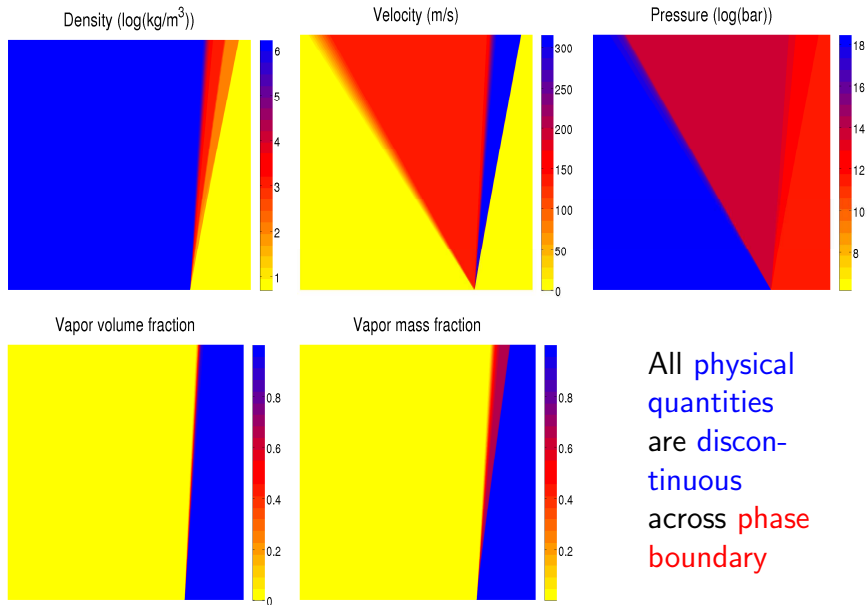 Density (log(kg/m³))
6
5
4
3
2
1
Velocity (m/s)
300
250
200
150
100
50
0
Pressure (log(bar))
18
16
14
12
10
8
Vapor volume fraction
0.8
0.6
0.4
0.2
0
Vapor mass fraction
0.8
0.6
0.4
0.2
All physical
quantities
are discon-
tinuous
across phase
boundary